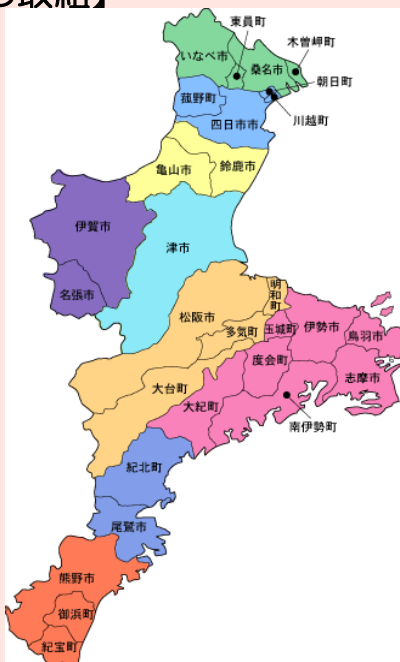 の取組】
東員町
木曽岬町
いなべ市
桑名市
朝日町
菰野町
川越町
四日市市
亀山市
鈴鹿市
伊賀市
津市
名張市
明和町
松阪市
多気町
玉城町
伊勢市
鳥羽市
度会町
志摩市
大台町
大紀町
南伊勢町
紀北町
尾鷲市
熊野市
御浜町
紀宝町